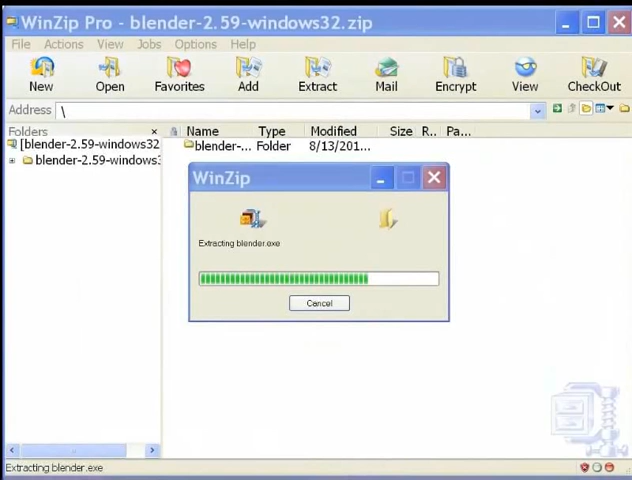 WinZip Pro - blender-2.59-windows32.zip
File Actions View Jobs Options Help
New Open Favorites Add Extract Mail Encrypt View CheckOut
Address \
Folders × Name Type Modified Size R.. Pa...
[blender-2.59-windows32 blender-... Folder 8/13/201...
blender-2.59-windows3:
WinZip
Extracting blender.exe
Cancel
Extracting blender.exe